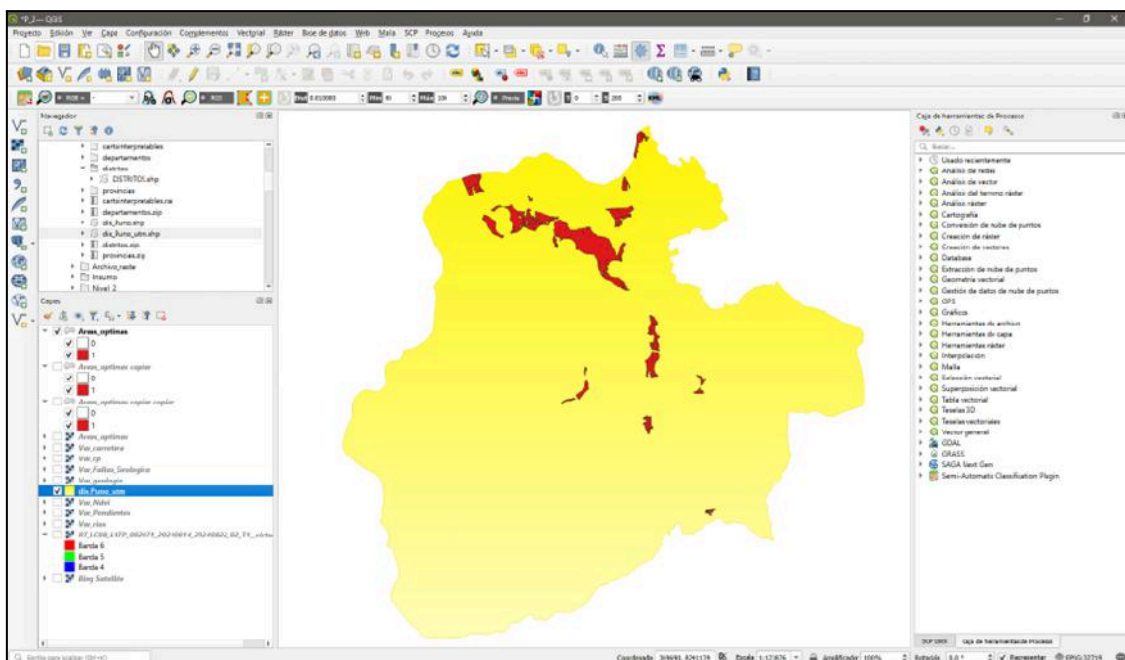 *P_2 — QGIS
Proyecto Edición Ver Capa Configuración Complementos Vectorial Ráster Base de datos Web Malla SCP Procesos Ayuda
Navegador
cartointerpretables
departamentos
distritos
DISTRITOS.shp
provincias
departamentos.zip
dis_Puno_utm.shp
distritos.zip
provincias.zip
Insumo
Nivel 2
Capas
Areas_optimas
0
1
Areas_optimas copiar
0
1
Areas_optimas copiar copiar
0
1
Areas_optimas
Var_carretera
Var_cp
Var_Fallas_Geologica
Var_geologia
dis_Puno_utm
Var_Ndvi
Var_Pendientes
Var_rios
Banda 6
Banda 5
Banda 4
Bing Satellite
Caja de herramientas de Procesos
Buscar...
Usado recientemente
Análisis de redes
Análisis de vector
Análisis del terreno ráster
Análisis ráster
Cartografía
Conversión de nube de puntos
Creación de ráster
Creación de vectores
Database
Extracción de nube de puntos
Geometría vectorial
Gestión de datos de nube de puntos
GPS
Gráficos
Herramientas de archivo
Herramientas de capa
Herramientas ráster
Interpolación
Malla
Selección vectorial
Superposición vectorial
Tabla vectorial
Teselas 3D
Teselas vectoriales
Vector general
GDAL
GRASS
SAGA Next Gen
Semi-Automatic Classification Plugin
Caja de herramientas de Procesos
Coordenada
Escala
Amplificador 100%
Rotación 0.0 °
Representar
EPSG:32719